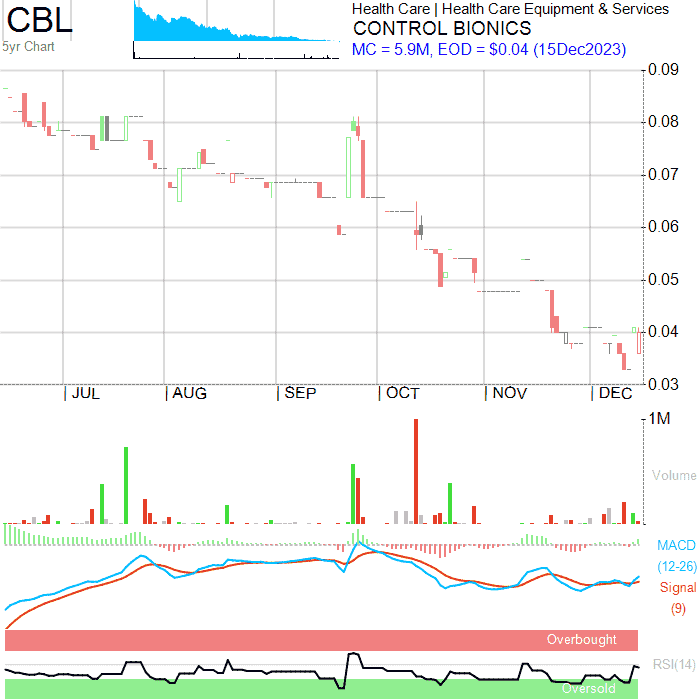 CBL
5yr Chart
Health Care | Health Care Equipment & Services
CONTROL BIONICS
MC = 5.9M, EOD = $0.04 (15Dec2023)
0.09
0.08
0.07
0.06
0.05
0.04
0.03
JUL
AUG
SEP
OCT
NOV
DEC
1M
Volume
MACD
(12-26)
Signal
(9)
Overbought
RSI(14)
Oversold